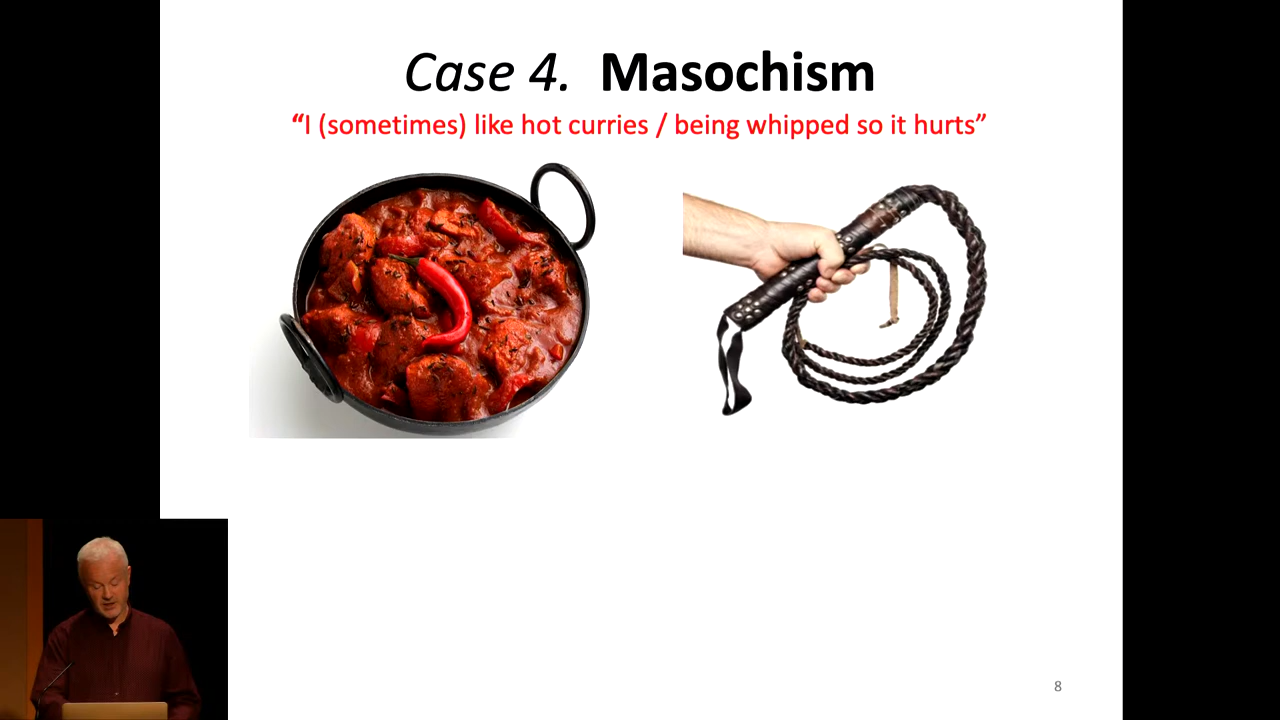 Case 4. Masochism
“I (sometimes) like hot curries / being whipped so it hurts”
8